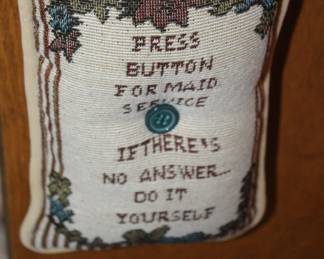 PRESS
BUTTON
FOR MAID
SERVICE
IF THERE'S
NO ANSWER...
DO IT
YOURSELF